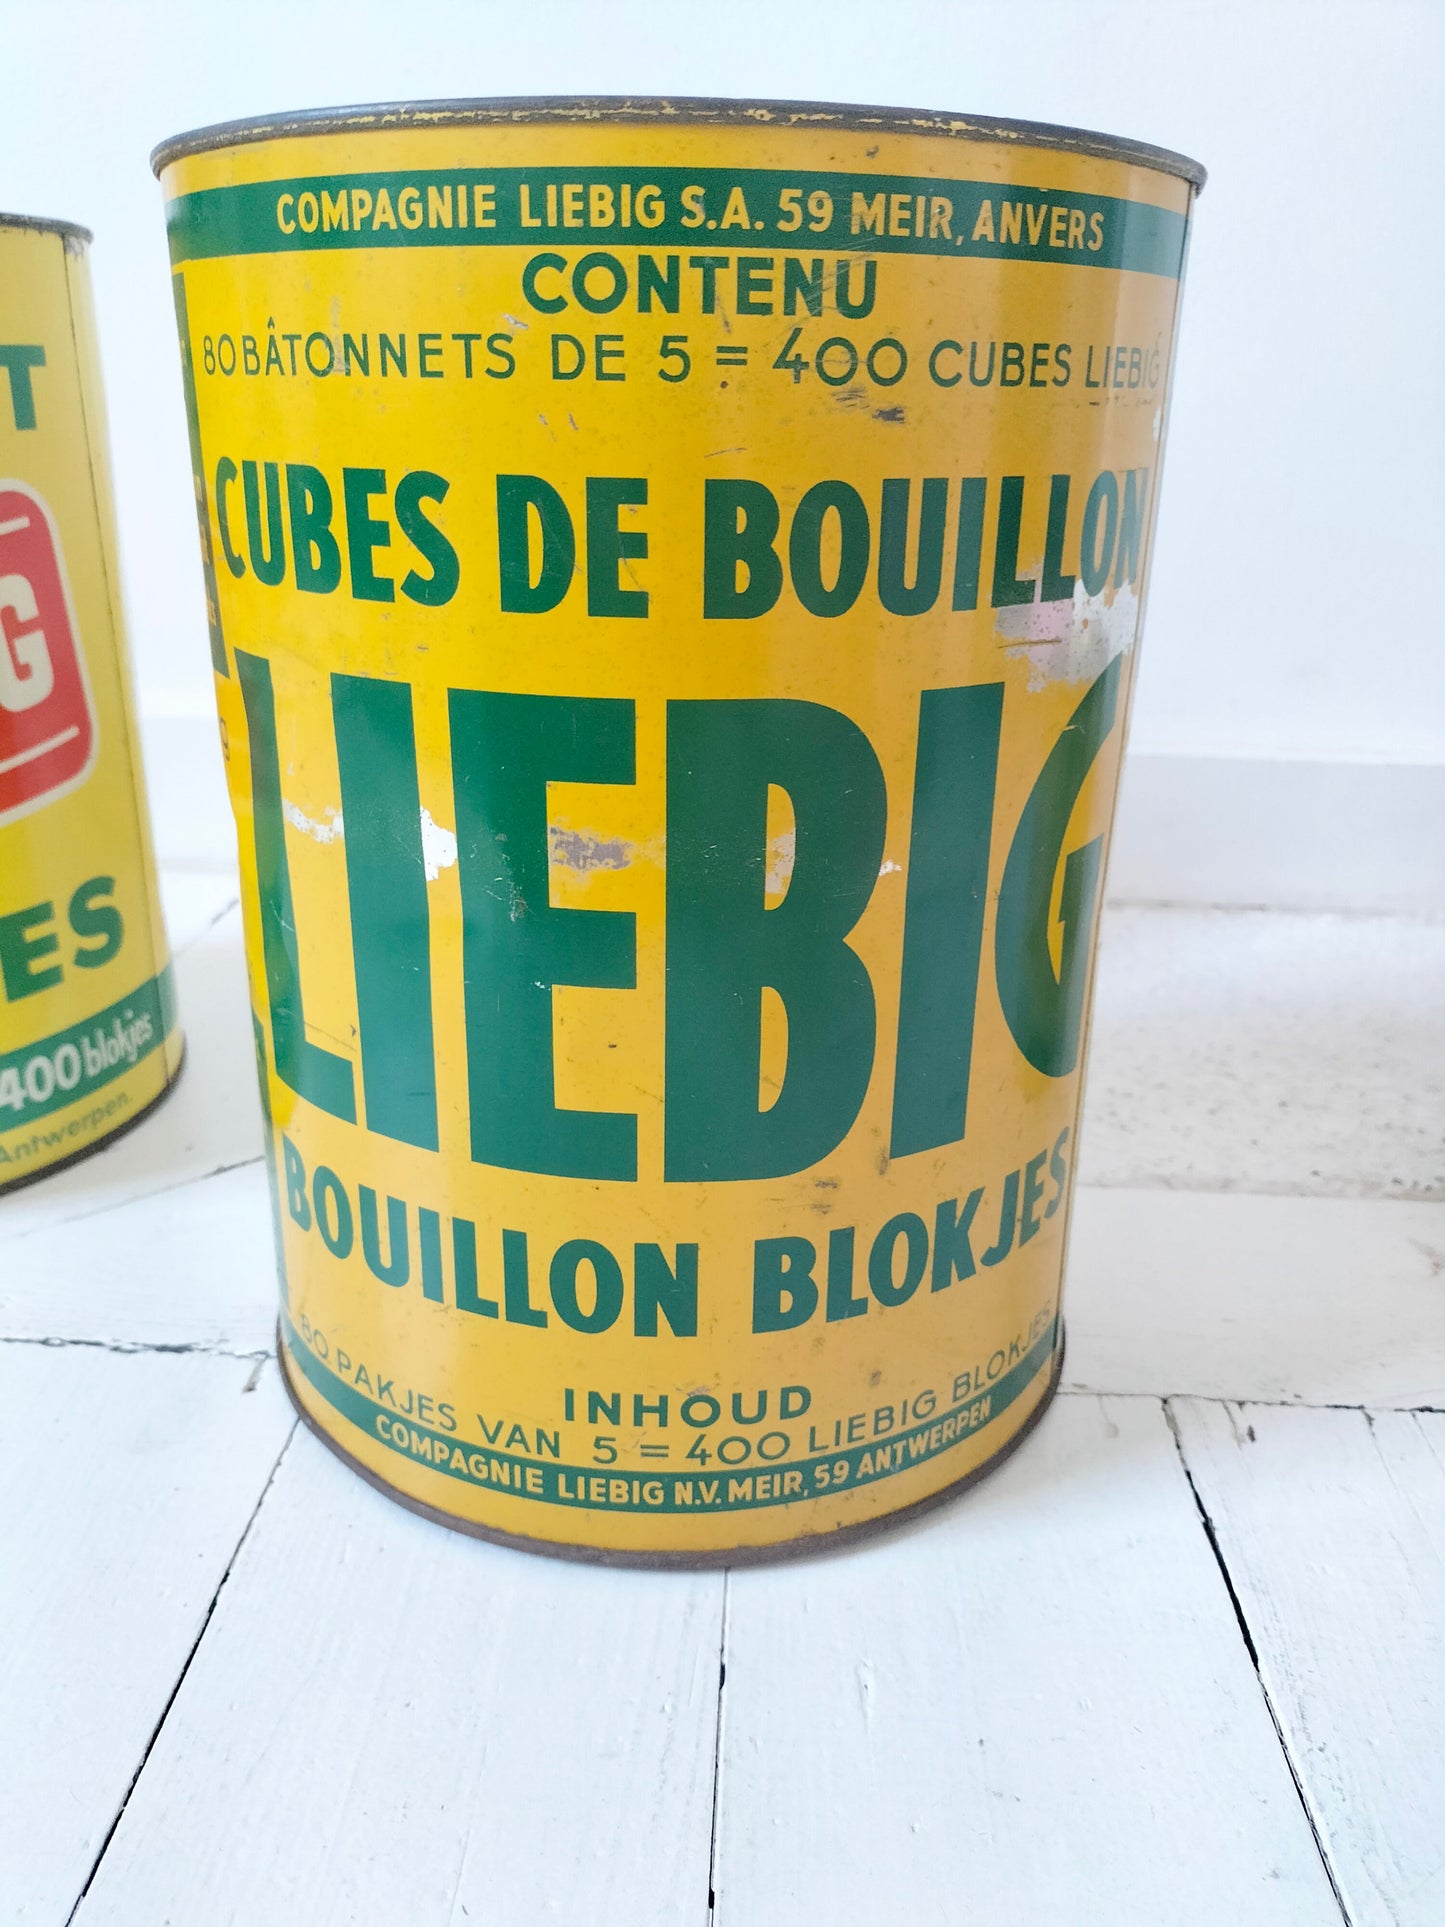 COMPAGNIE LIEBIG S.A. 59 MEIR, ANVERS
CONTENU
80 BÂTONNETS DE 5 = 400 CUBES LIEBIG
CUBES DE BOUILLON
LIEBIG
BOUILLON BLOKJES
INHOUD
80 PAKJES VAN 5 = 400 LIEBIG BLOKJES
COMPAGNIE LIEBIG N.V. MEIR, 59 ANTWERPEN
T
G
ES
400 blokjes
Antwerpen.